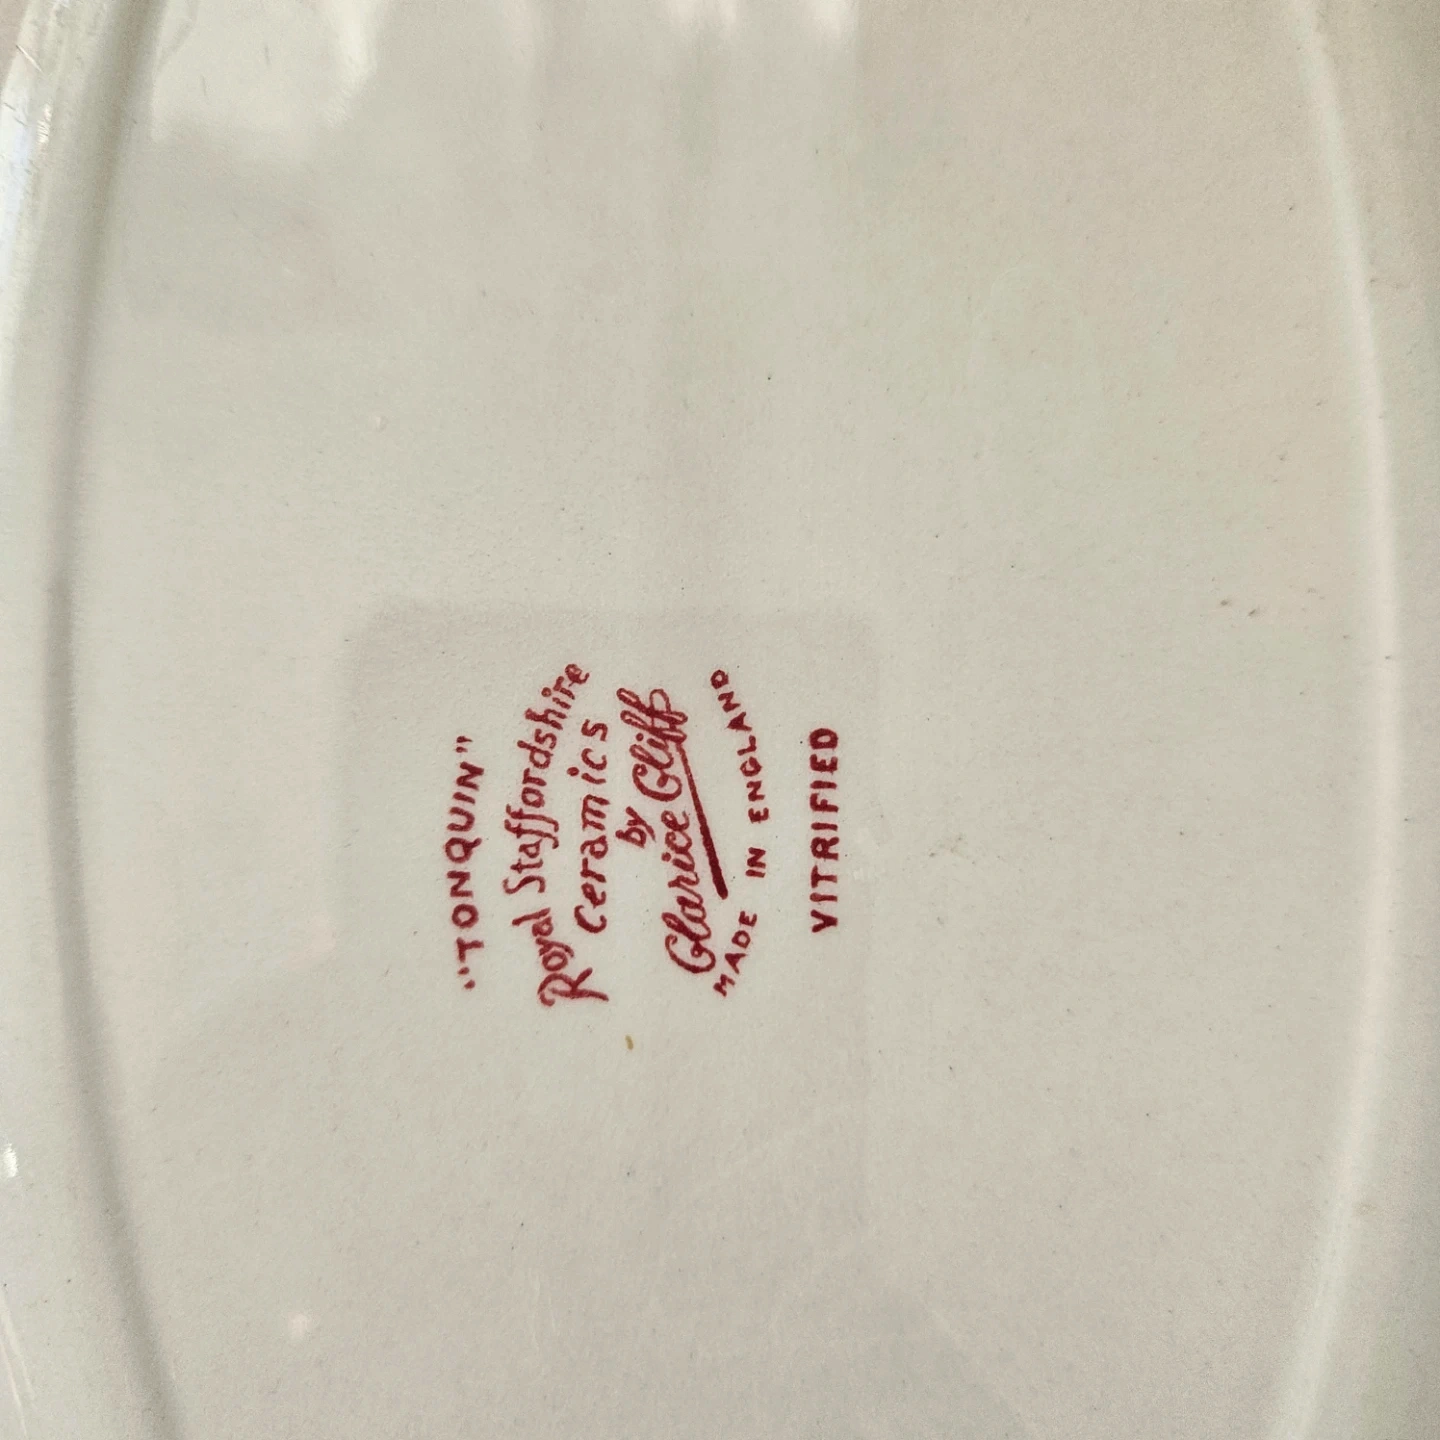 "TONQUIN"
Royal Staffordshire
Ceramics
by
Clarice Cliff
MADE IN ENGLAND
VITRIFIED